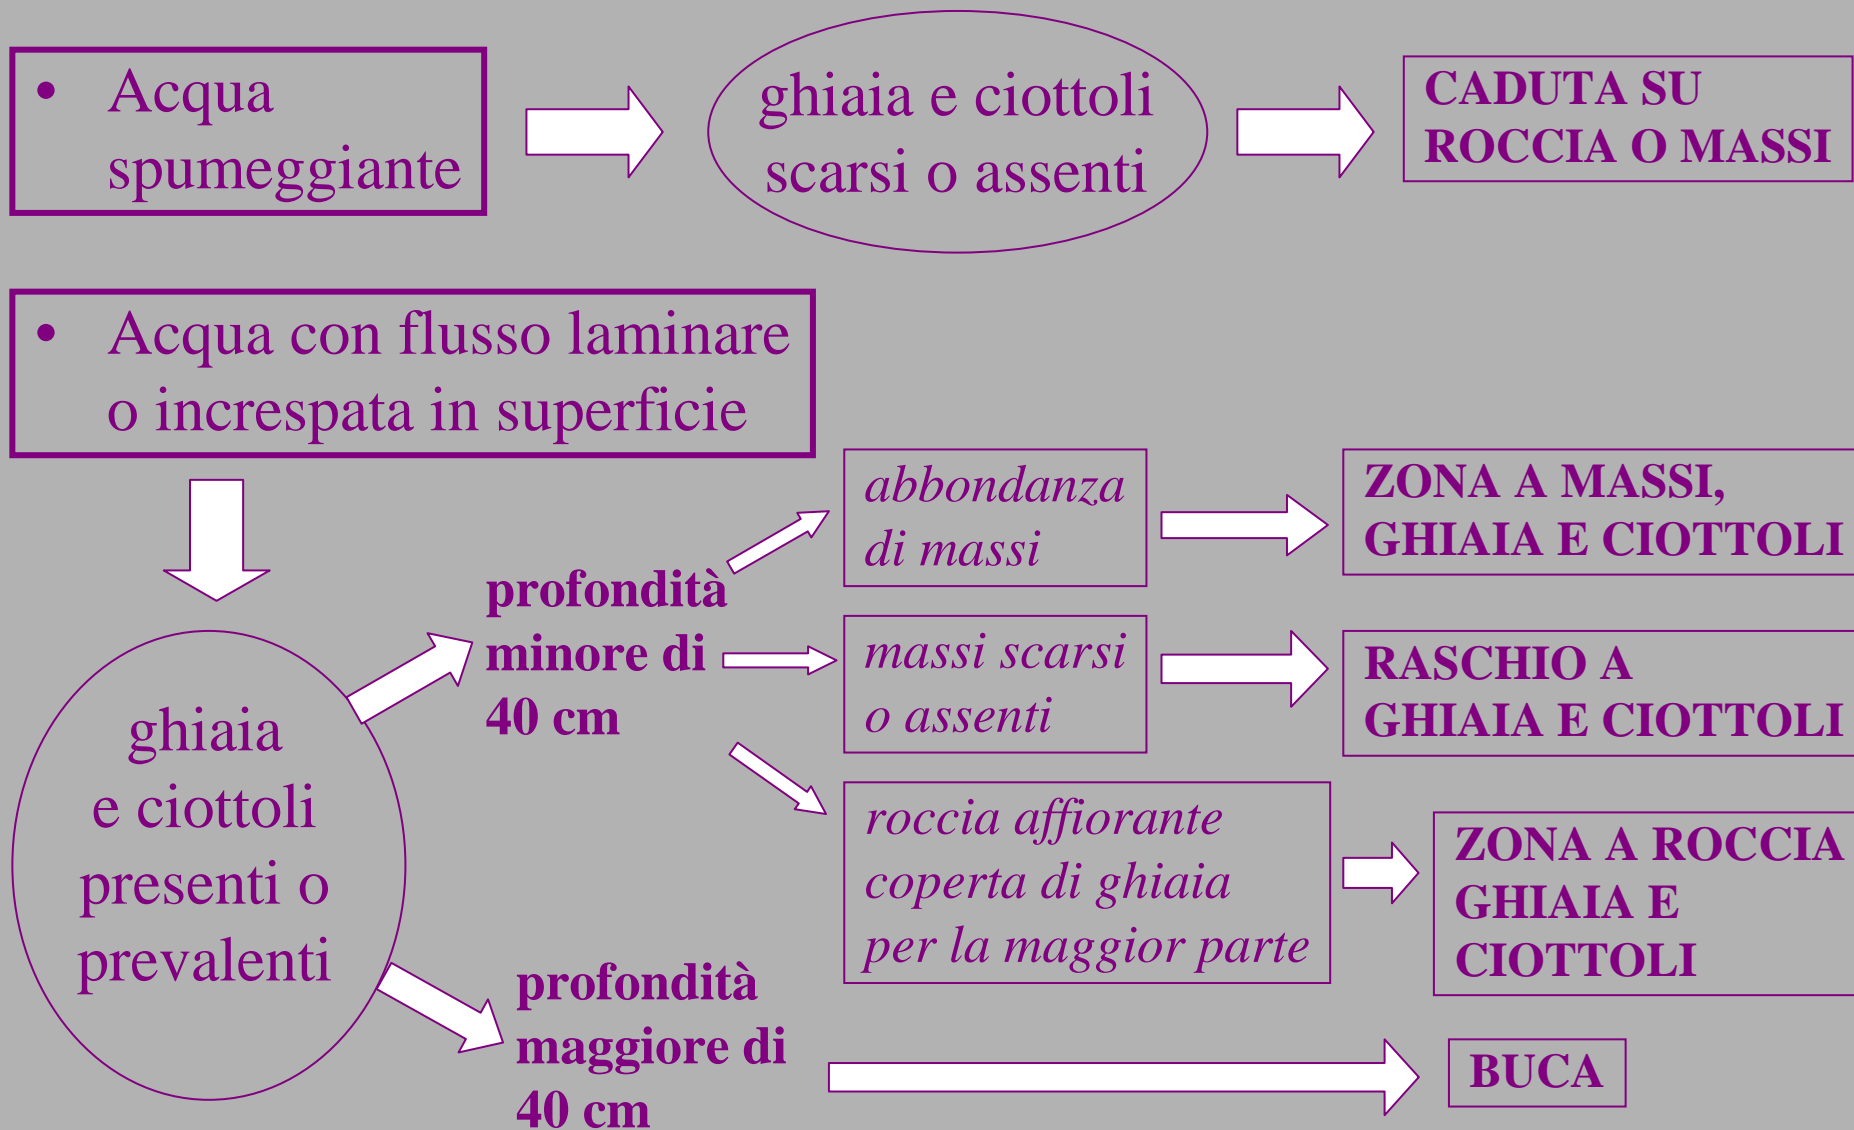 • Acqua
spumeggiante
ghiaia e ciottoli
scarsi o assenti
CADUTA SU
ROCCIA O MASSI
• Acqua con flusso laminare
o increspata in superficie
ghiaia
e ciottoli
presenti o
prevalenti
profondità
minore di
40 cm
abbondanza
di massi
ZONA A MASSI,
GHIAIA E CIOTTOLI
massi scarsi
o assenti
RASCHIO A
GHIAIA E CIOTTOLI
roccia affiorante
coperta di ghiaia
per la maggior parte
ZONA A ROCCIA
GHIAIA E
CIOTTOLI
profondità
maggiore di
40 cm
BUCA